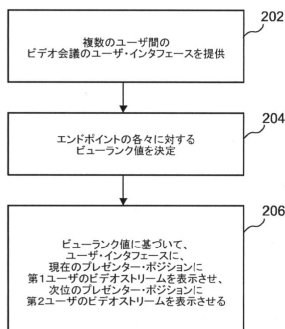 202
複数のユーザ間の
ビデオ会議のユーザ・インタフェースを提供
204
エンドポイントの各々に対する
ビューランク値を決定
206
ビューランク値に基づいて、
ユーザ・インタフェースに、
現在のプレゼンター・ポジションに
第1ユーザのビデオストリームを表示させ、
次位のプレゼンター・ポジションに
第2ユーザのビデオストリームを表示させる